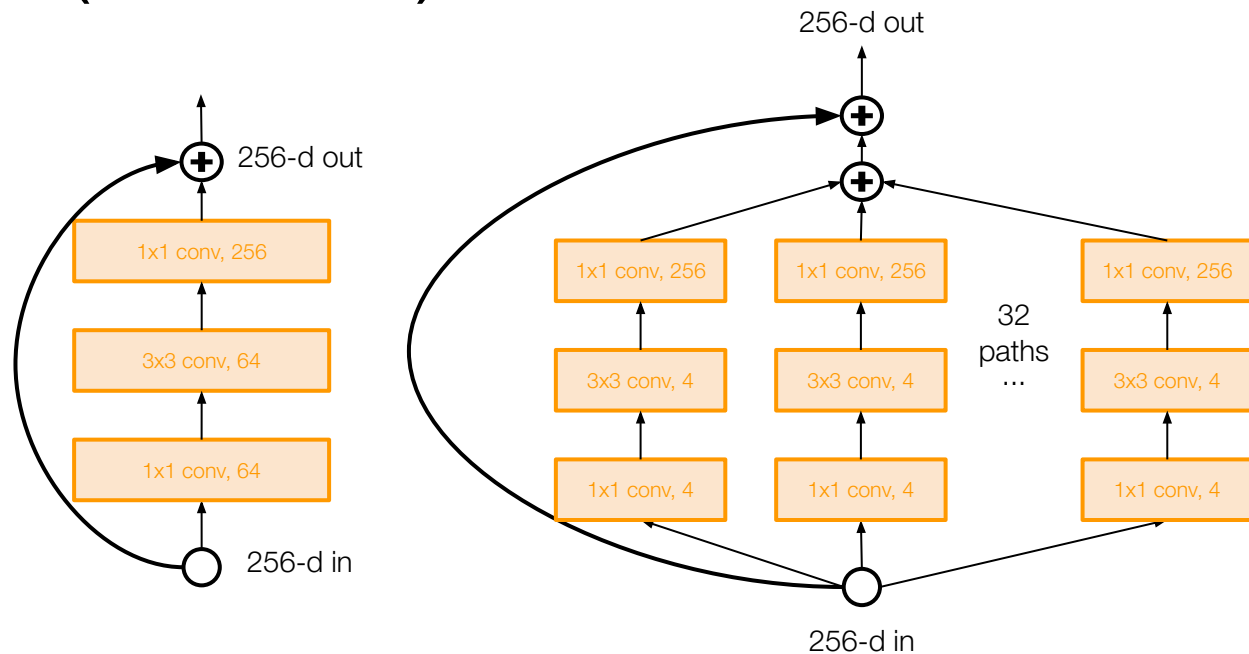 256-d out
256-d out
1x1 conv, 256
3x3 conv, 64
1x1 conv, 64
256-d in
1x1 conv, 256
1x1 conv, 256
1x1 conv, 256
32
paths
...
3x3 conv, 4
3x3 conv, 4
3x3 conv, 4
1x1 conv, 4
1x1 conv, 4
1x1 conv, 4
256-d in